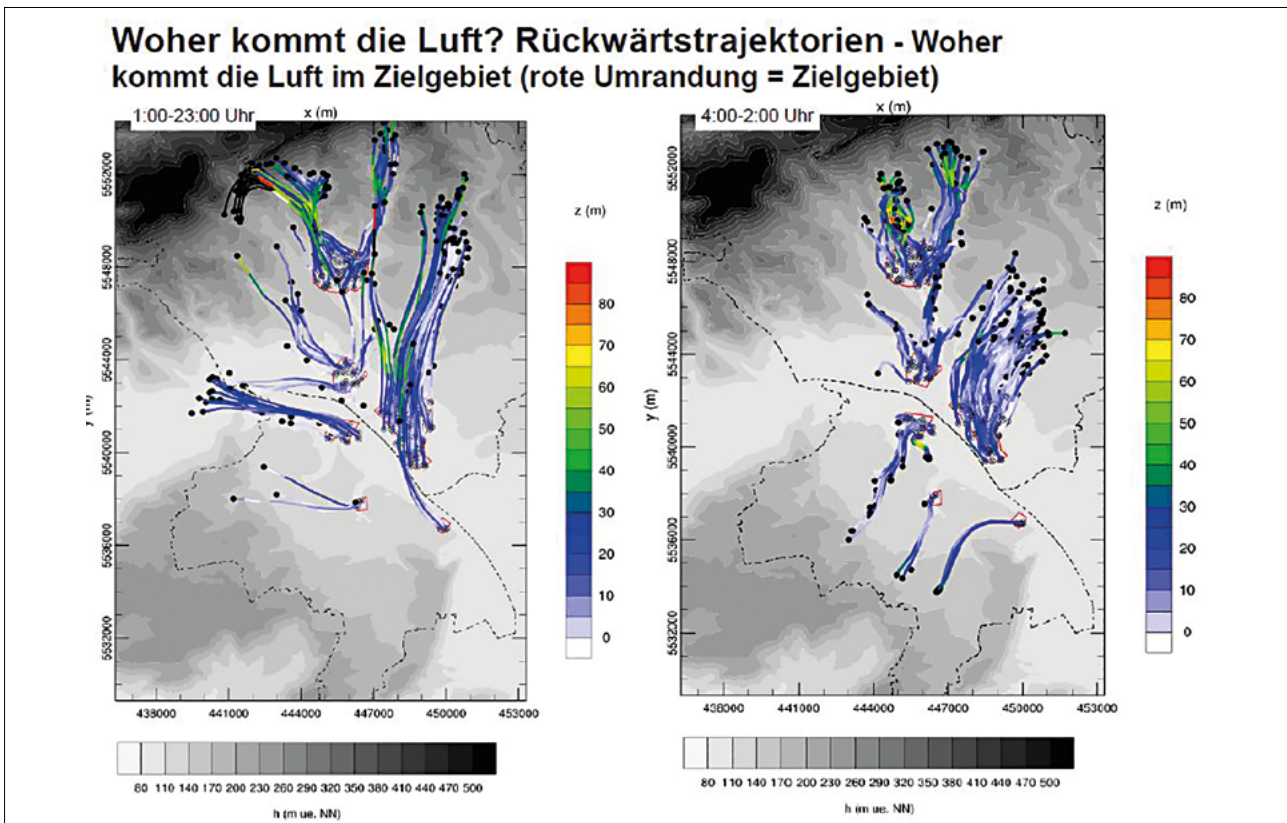 Woher kommt die Luft? Rückwärtstrajektorien - Woher
kommt die Luft im Zielgebiet (rote Umrandung = Zielgebiet)
1:00-23:00 Uhr
x (m)
5552000
5548000
5544000
5540000
5536000
5532000
y (m)
438000 441000 444000 447000 450000 453000
z (m)
80
70
60
50
40
30
20
10
0
80 110 140 170 200 230 260 290 320 350 380 410 440 470 500
h (m ue. NN)
4:00-2:00 Uhr
x (m)
5552000
5548000
5544000
5540000
5536000
5532000
y (m)
438000 441000 444000 447000 450000 453000
z (m)
80
70
60
50
40
30
20
10
0
80 110 140 170 200 230 260 290 320 350 380 410 440 470 500
h (m ue. NN)